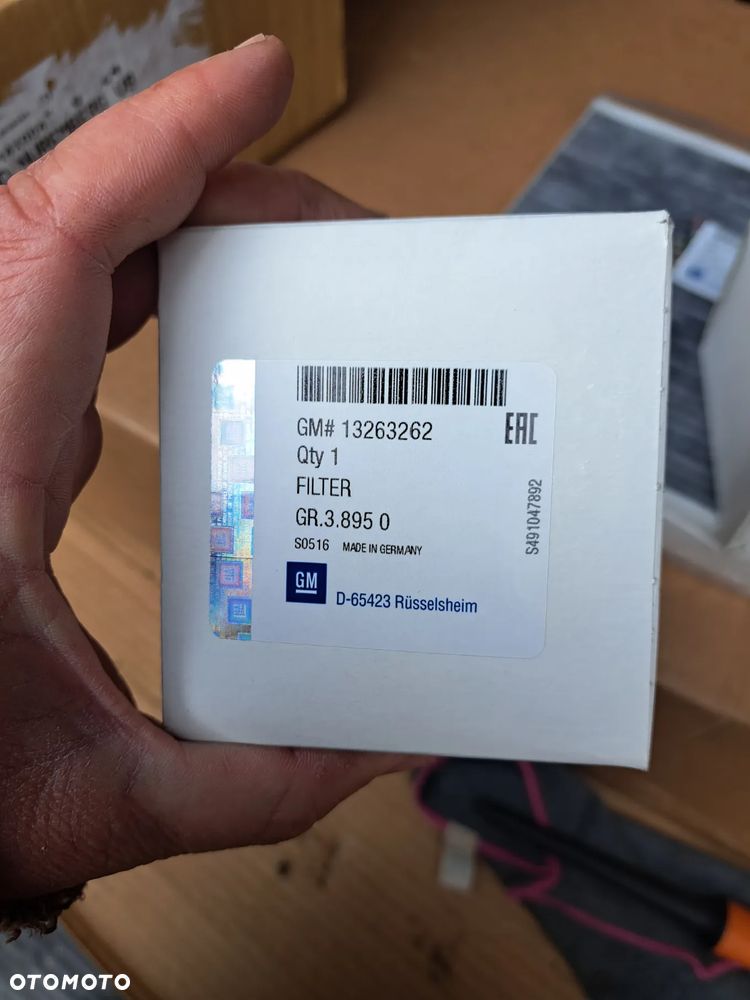 GM# 13263262
EAC
Qty 1
FILTER
GR.3.895 0
S0516 MADE IN GERMANY
S491047892
GM
D-65423 Rüsselsheim
OTOMOTO